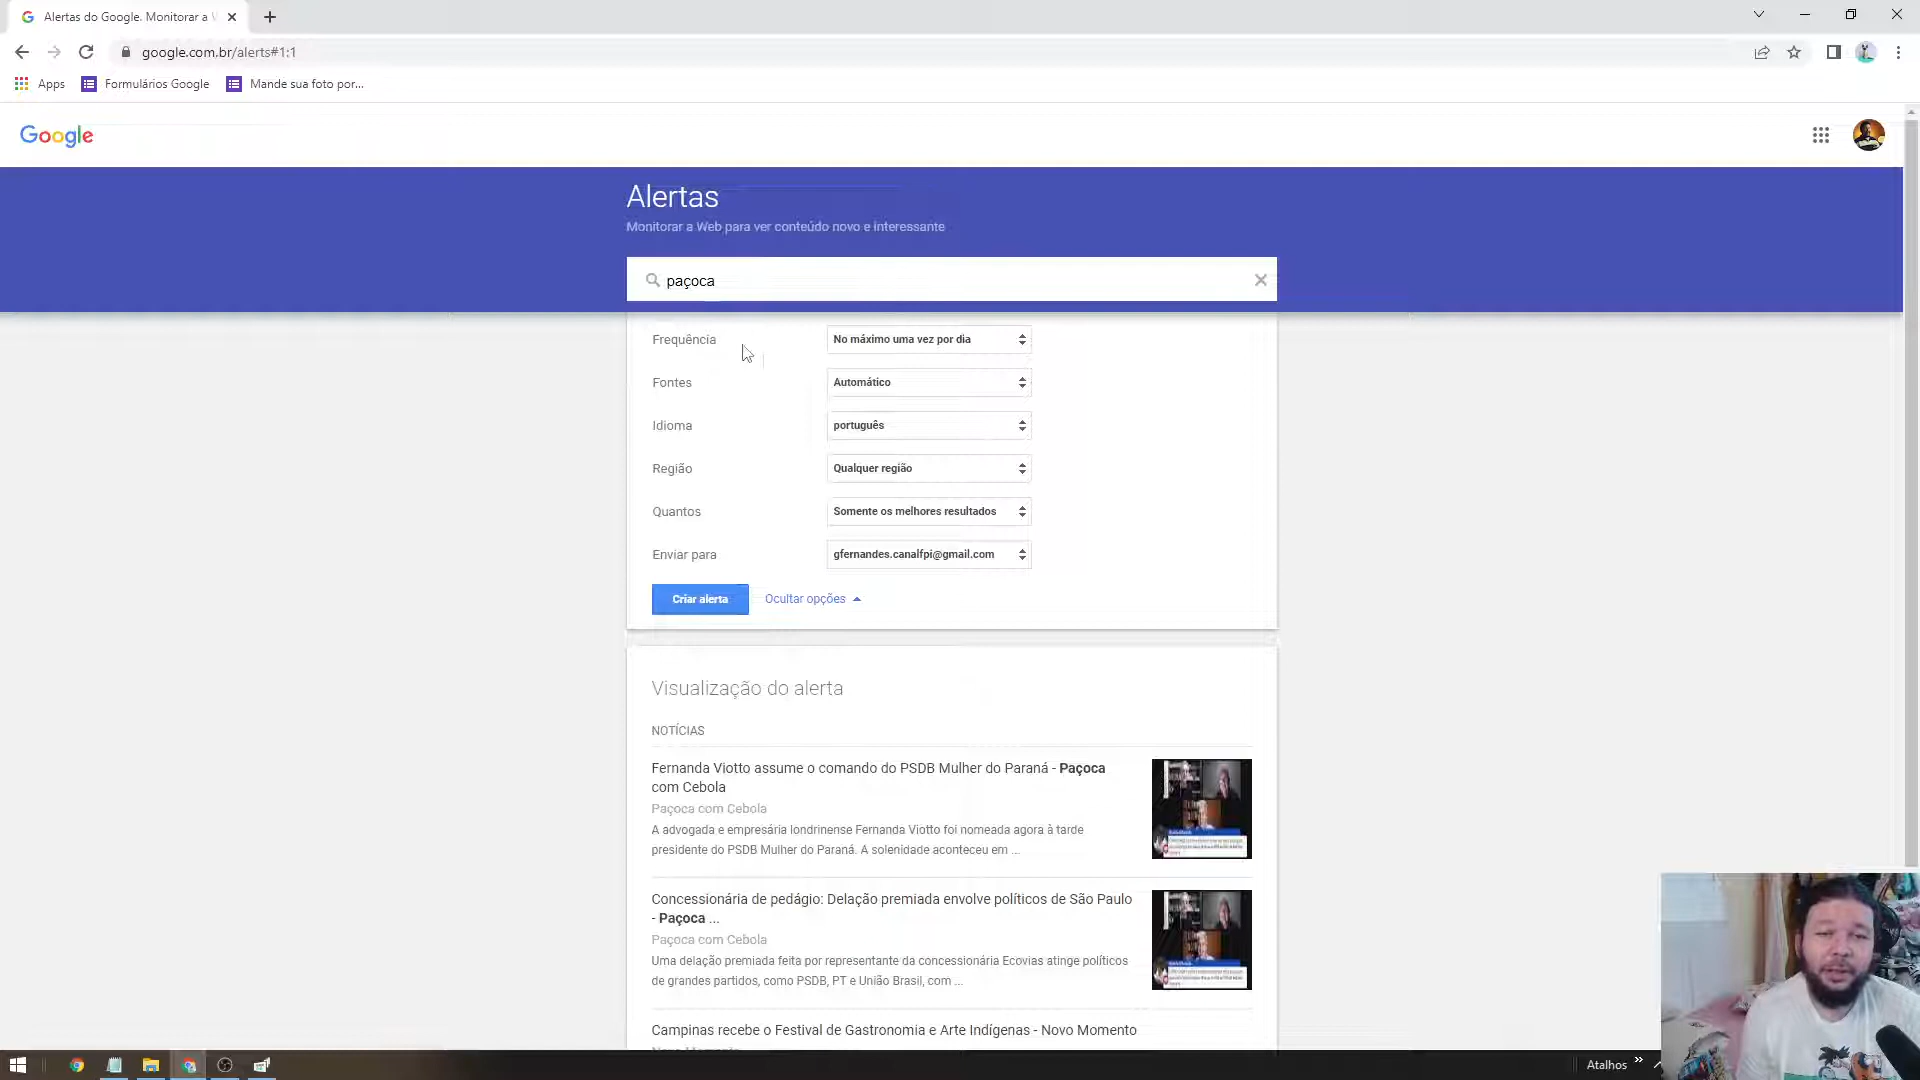 Alertas do Google. Monitorar a
google.com.br/alerts#1:1
Apps
Formulários Google
Mande sua foto por...
Google
Alertas
Monitorar a Web para ver conteúdo novo e interessante
paçoca
Frequência
No máximo uma vez por dia
Fontes
Automático
Idioma
português
Região
Qualquer região
Quantos
Somente os melhores resultados
Enviar para
gfernandes.canalfpi@gmail.com
Criar alerta
Ocultar opções
Visualização do alerta
NOTÍCIAS
Fernanda Viotto assume o comando do PSDB Mulher do Paraná - Paçoca
com Cebola
Paçoca com Cebola
A advogada e empresária londrinense Fernanda Viotto foi nomeada agora à tarde
presidente do PSDB Mulher do Paraná. A solenidade aconteceu em ...
Concessionária de pedágio: Delação premiada envolve políticos de São Paulo
- Paçoca ...
Paçoca com Cebola
Uma delação premiada feita por representante da concessionária Ecovias atinge políticos
de grandes partidos, como PSDB, PT e União Brasil, com ...
Campinas recebe o Festival de Gastronomia e Arte Indígenas - Novo Momento
Atalhos